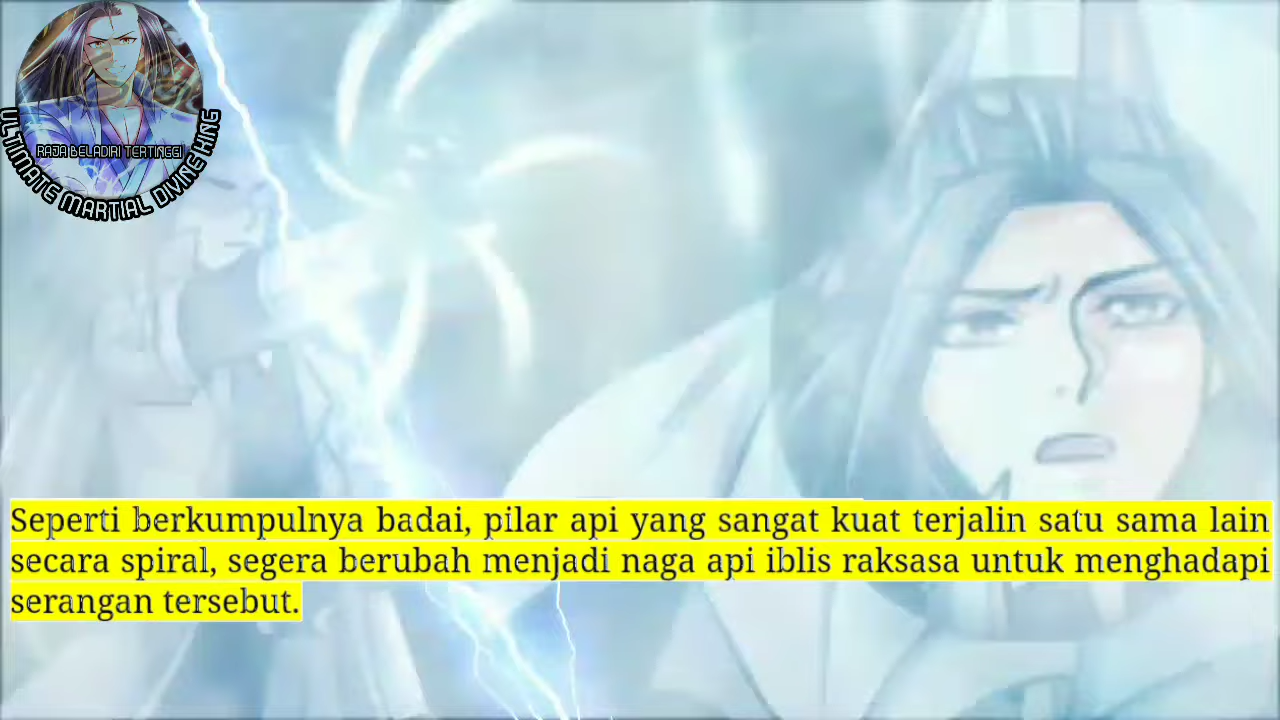 RAJA BELADIRI TERTINGGI
ULTIMATE MARTIAL DIVINE KING
Seperti berkumpulnya badai, pilar api yang sangat kuat terjalin satu sama lain
secara spiral, segera berubah menjadi naga api iblis raksasa untuk menghadapi
serangan tersebut.